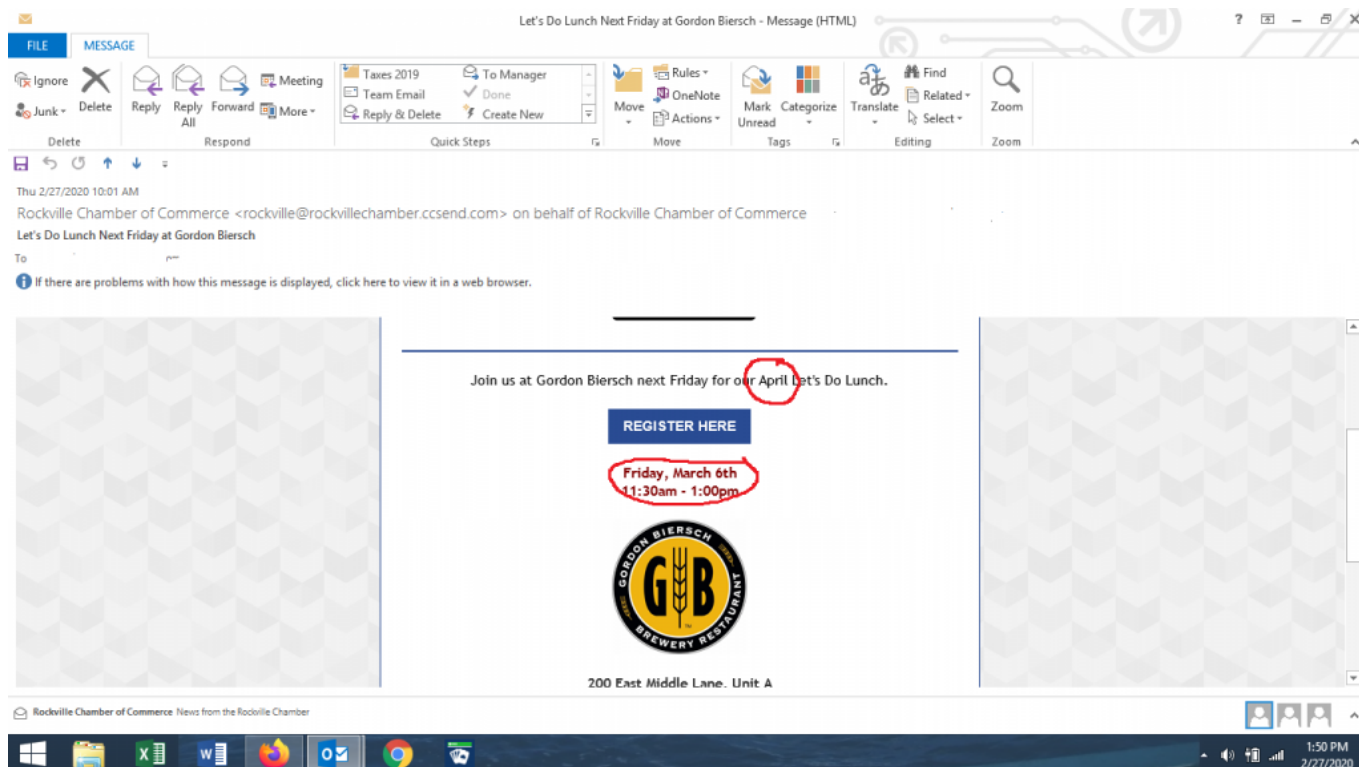 Let's Do Lunch Next Friday at Gordon Biersch - Message (HTML)
?
FILE MESSAGE
Ignore
Junk
Delete
Reply
Reply All
Forward
Meeting
More
Taxes 2019
Team Email
Reply & Delete
To Manager
Done
Create New
Move
Rules
OneNote
Actions
Mark Unread
Categorize
Translate
Find
Related
Select
Zoom
Delete Respond Quick Steps Move Tags Editing Zoom
Thu 2/27/2020 10:01 AM
Rockville Chamber of Commerce <rockville@rockvillechamber.ccsend.com> on behalf of Rockville Chamber of Commerce
Let's Do Lunch Next Friday at Gordon Biersch
To
If there are problems with how this message is displayed, click here to view it in a web browser.
Join us at Gordon Biersch next Friday for our April Let's Do Lunch.
REGISTER HERE
Friday, March 6th
11:30am - 1:00pm
GORDON BIERSCH
GB
BREWERY RESTAURANT
200 East Middle Lane, Unit A
Rockville Chamber of Commerce News from the Rockville Chamber
1:50 PM
2/27/2020